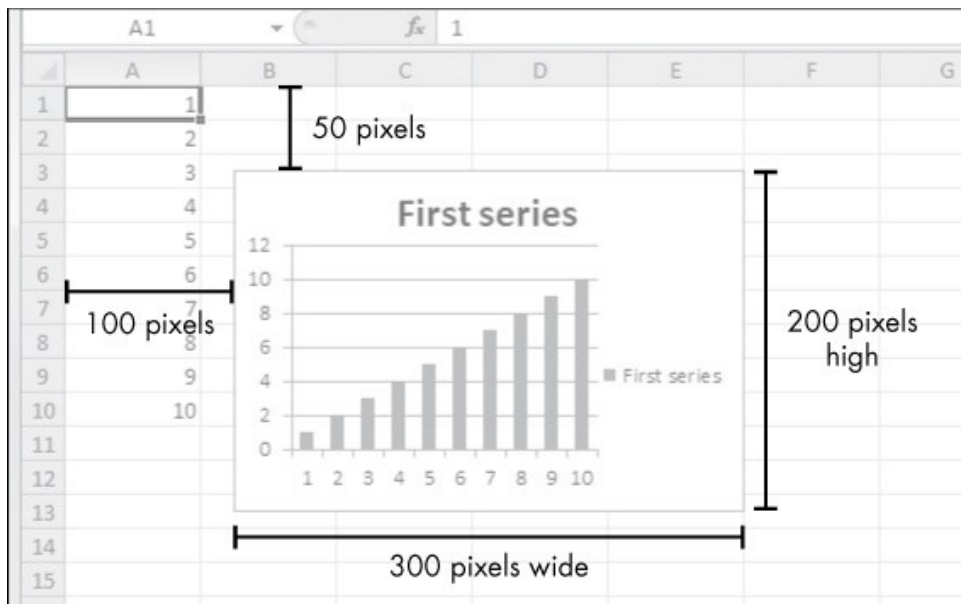 A1 fx 1
A B C D E F G
1 1
2 2
50 pixels
3 3
4 4
5 5
6 6
7 7
8 8
9 9
10 10
11
12
13
14
15
100 pixels
First series
12
10
8
6
4
2
0
1 2 3 4 5 6 7 8 9 10
First series
200 pixels
high
300 pixels wide